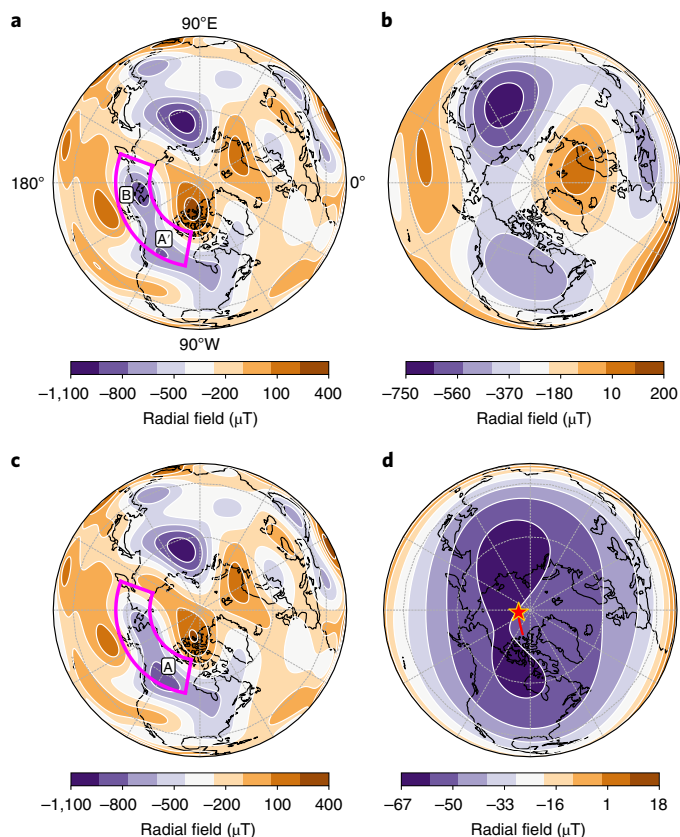 a
b
90°E
180°
0°
B
A'
90°W
−1,100 −800 −500 −200 100 400
Radial field (μT)
−750 −560 −370 −180 10 200
Radial field (μT)
c
d
A
−1,100 −800 −500 −200 100 400
Radial field (μT)
−67 −50 −33 −16 1 18
Radial field (μT)